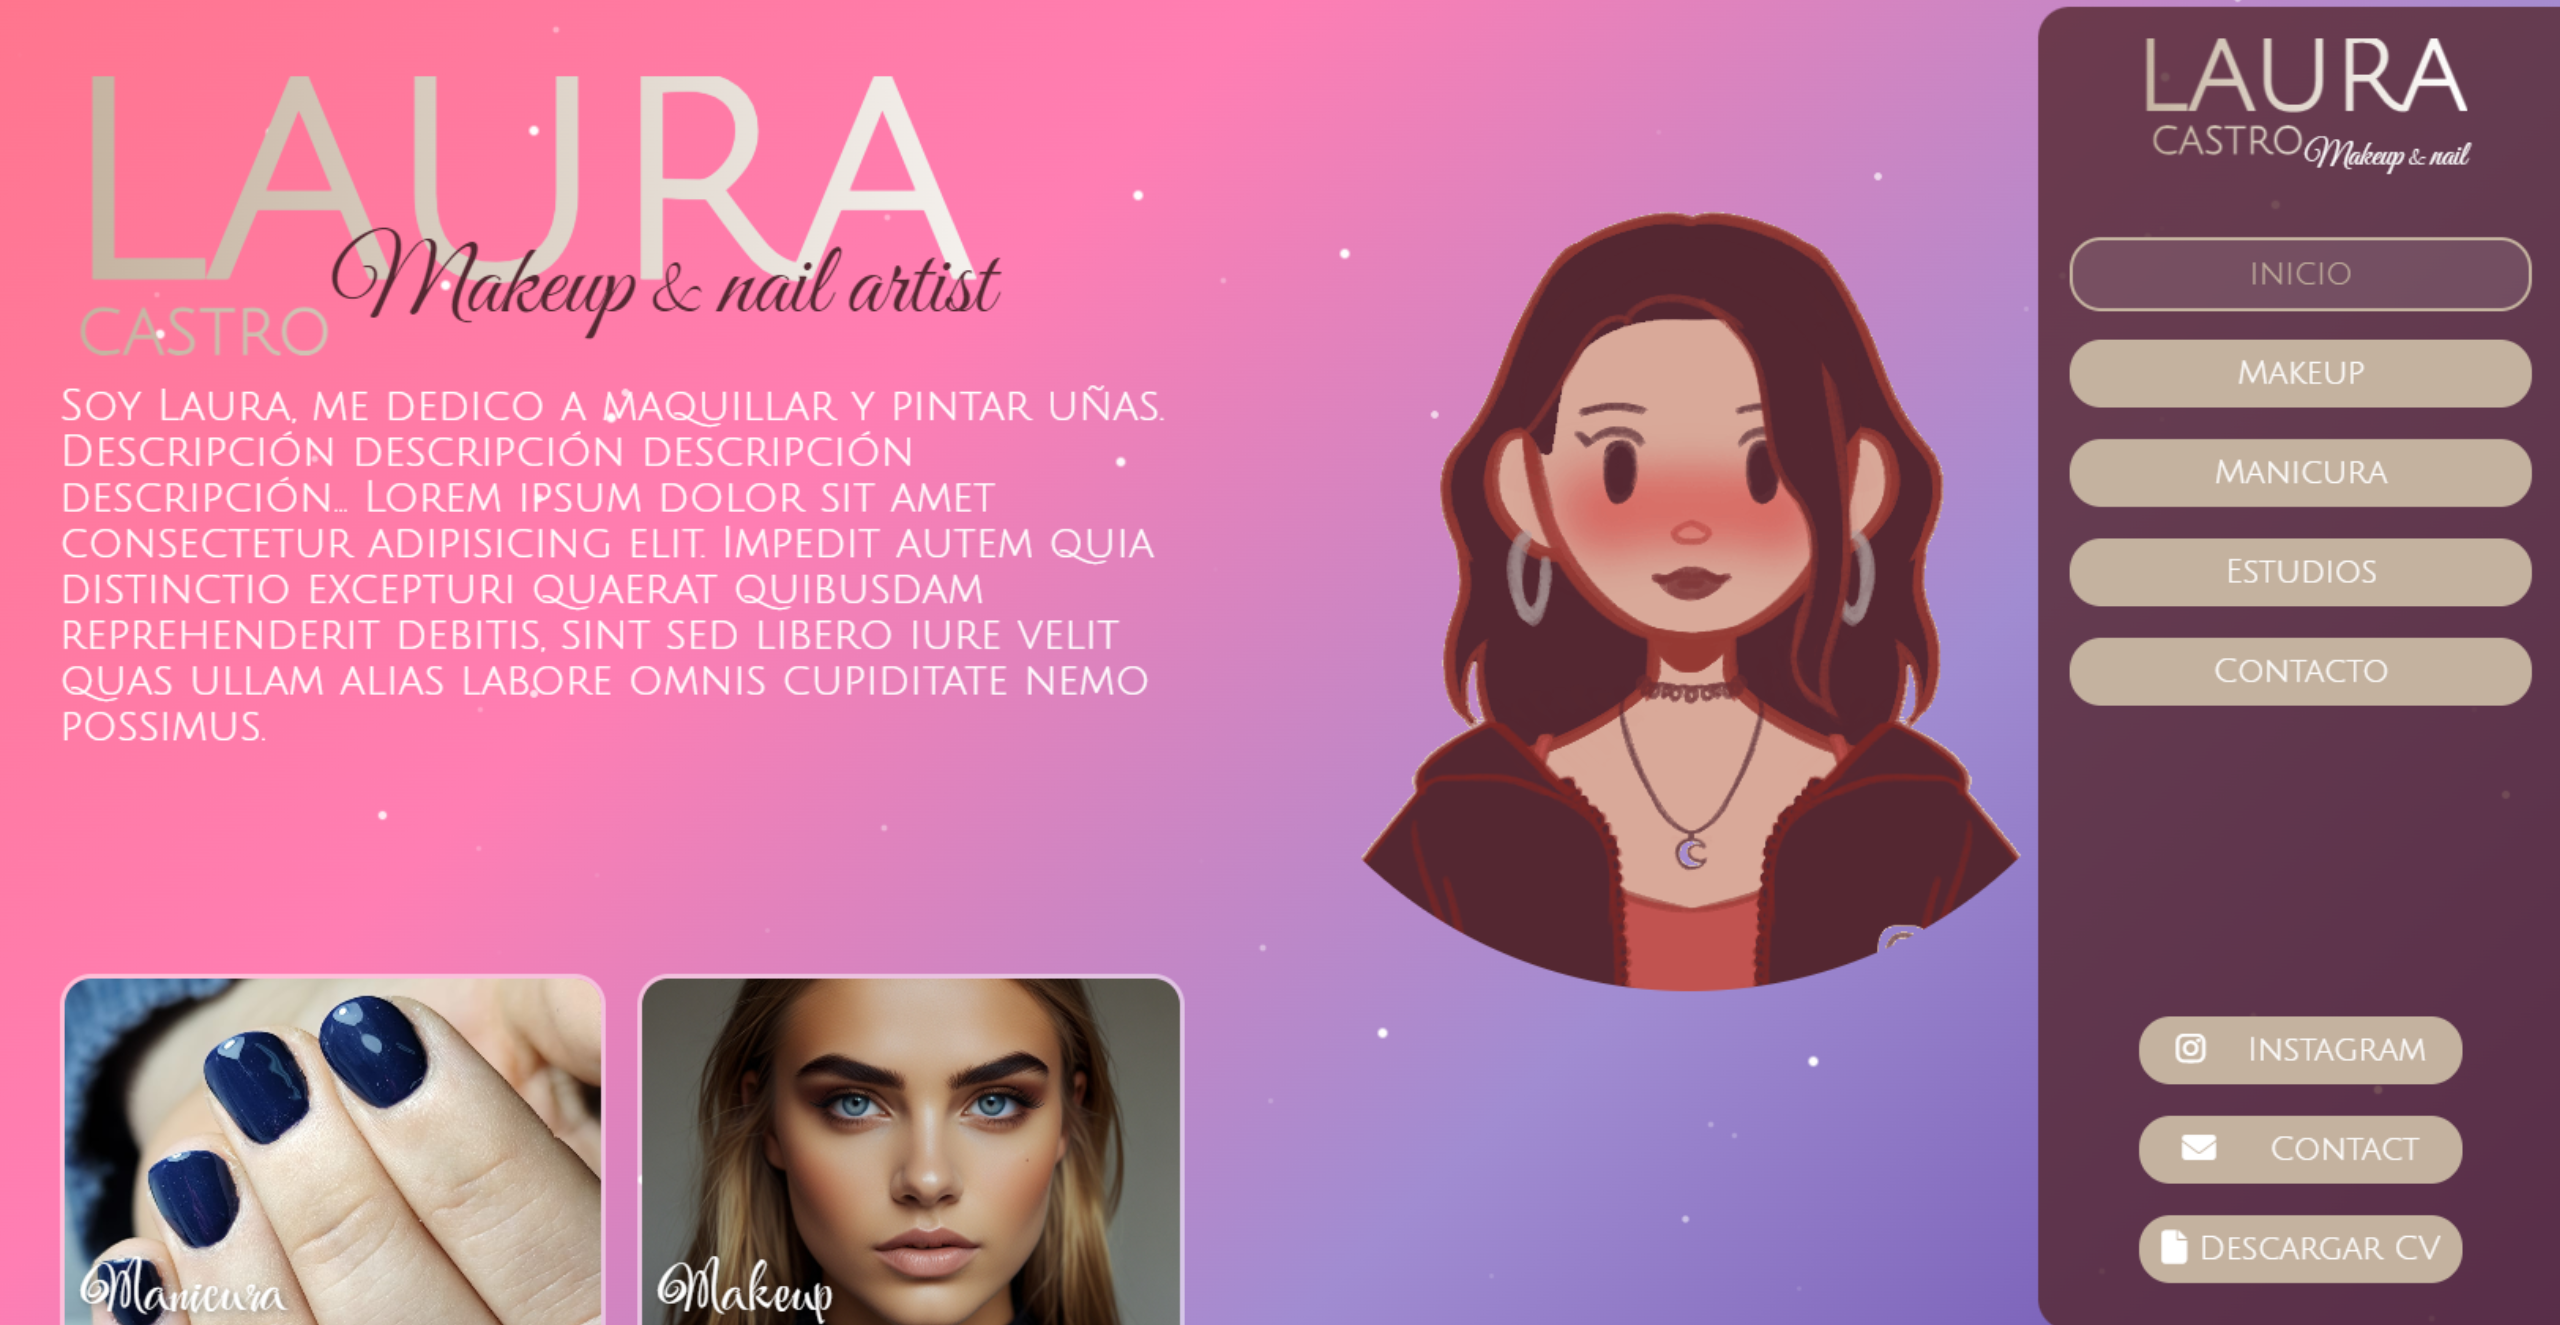 LAURA
Makeup & nail artist
CASTRO
Soy Laura, me dedico a maquillar y pintar uñas.
Descripción descripción descripción
descripción... Lorem ipsum dolor sit amet
consectetur adipisicing elit. Impedit autem quia
distinctio excepturi quaerat quibusdam
reprehenderit debitis, sint sed libero iure velit
quas ullam alias labore omnis cupiditate nemo
possimus.
Manicura
Makeup
LAURA
CASTRO Makeup & nail
INICIO
Makeup
Manicura
Estudios
Contacto
Instagram
Contact
Descargar CV